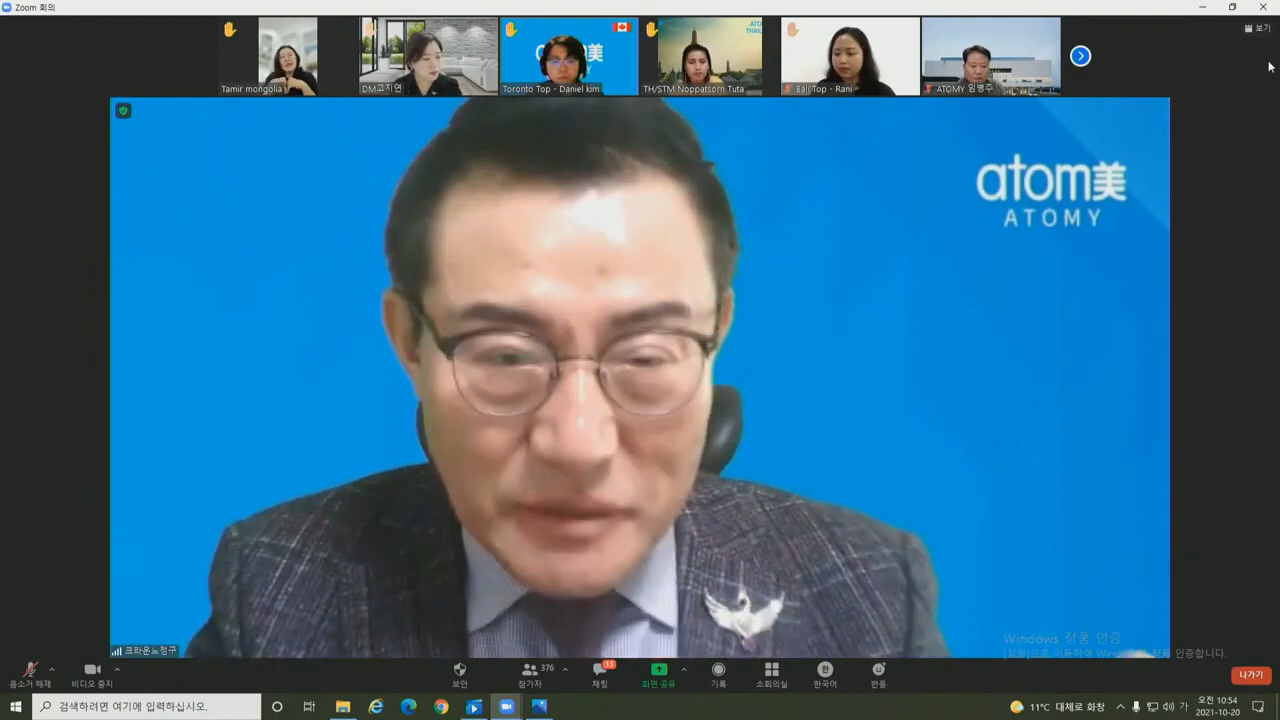 Zoom 회의
보기
Tamir mongolia
DM고지연
Toronto Top - Daniel kim
TH/STM Noppatsorn Tuta
Bali Top - Rani
ATOMY 임병주
atom美
ATOMY
크라운노정구
Windows 정품 인증
음소거 해제
비디오 중지
보안
참가자
376
채팅
13
화면 공유
기록
소회의실
한국어
반응
나가기
검색하려면 여기에 입력하십시오.
11°C 대체로 화창
가
오전 10:54
2021-10-20